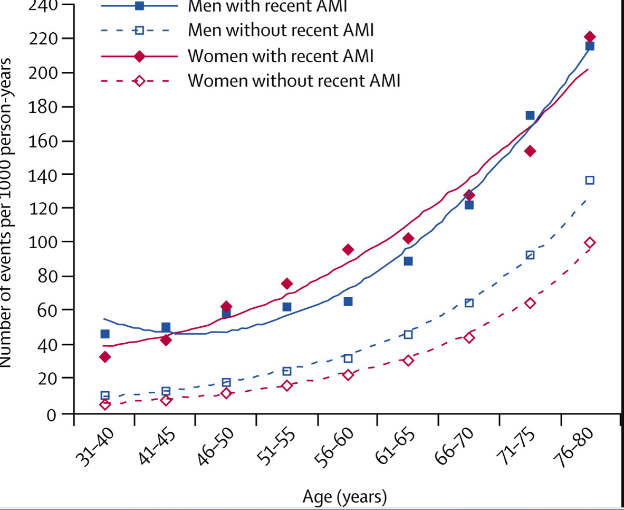 240
Men with recent AMI
220
Men without recent AMI
Women with recent AMI
200
Women without recent AMI
180
160
140
120
100
80
60
40
20
0
Number of events per 1000 person-years
31–40 41–45 46–50 51–55 56–60 61–65 66–70 71–75 76–80
Age (years)